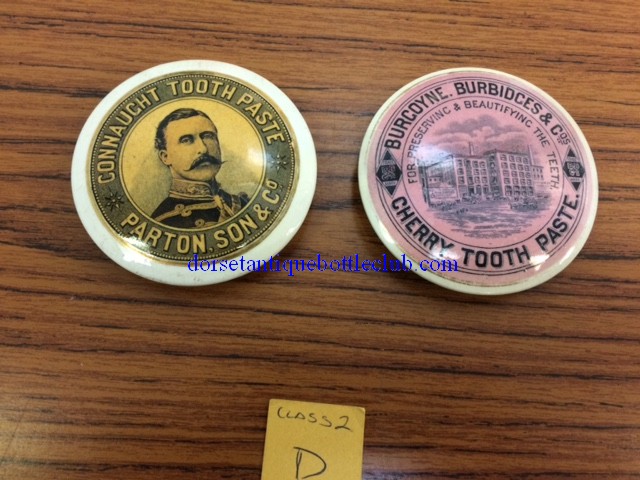 CONNAUGHT TOOTH PASTE
PARTON, SON & Co
BURGOYNE, BURBIDGES & Cos
FOR PRESERVING & BEAUTIFYING THE TEETH
CHERRY TOOTH PASTE.
dorsetantiquebottleclub.com
CLASS 2
D